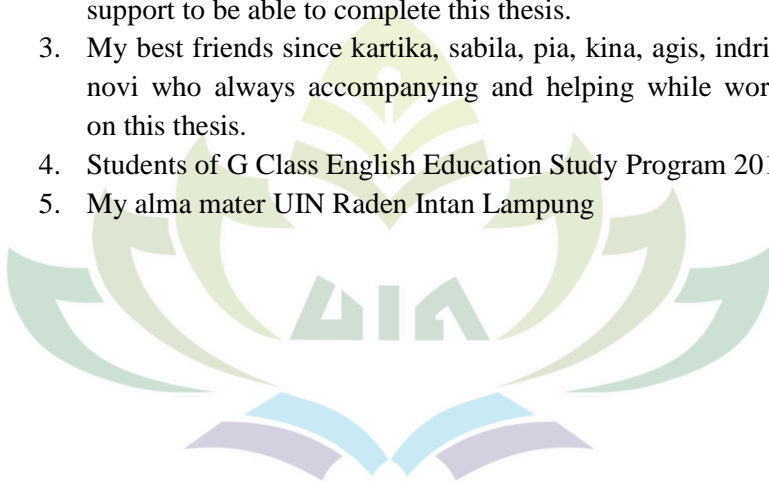 support to be able to complete this thesis.
3. My best friends since kartika, sabila, pia, kina, agis, indri
novi who always accompanying and helping while wor
on this thesis.
4. Students of G Class English Education Study Program 201
5. My alma mater UIN Raden Intan Lampung
UIN